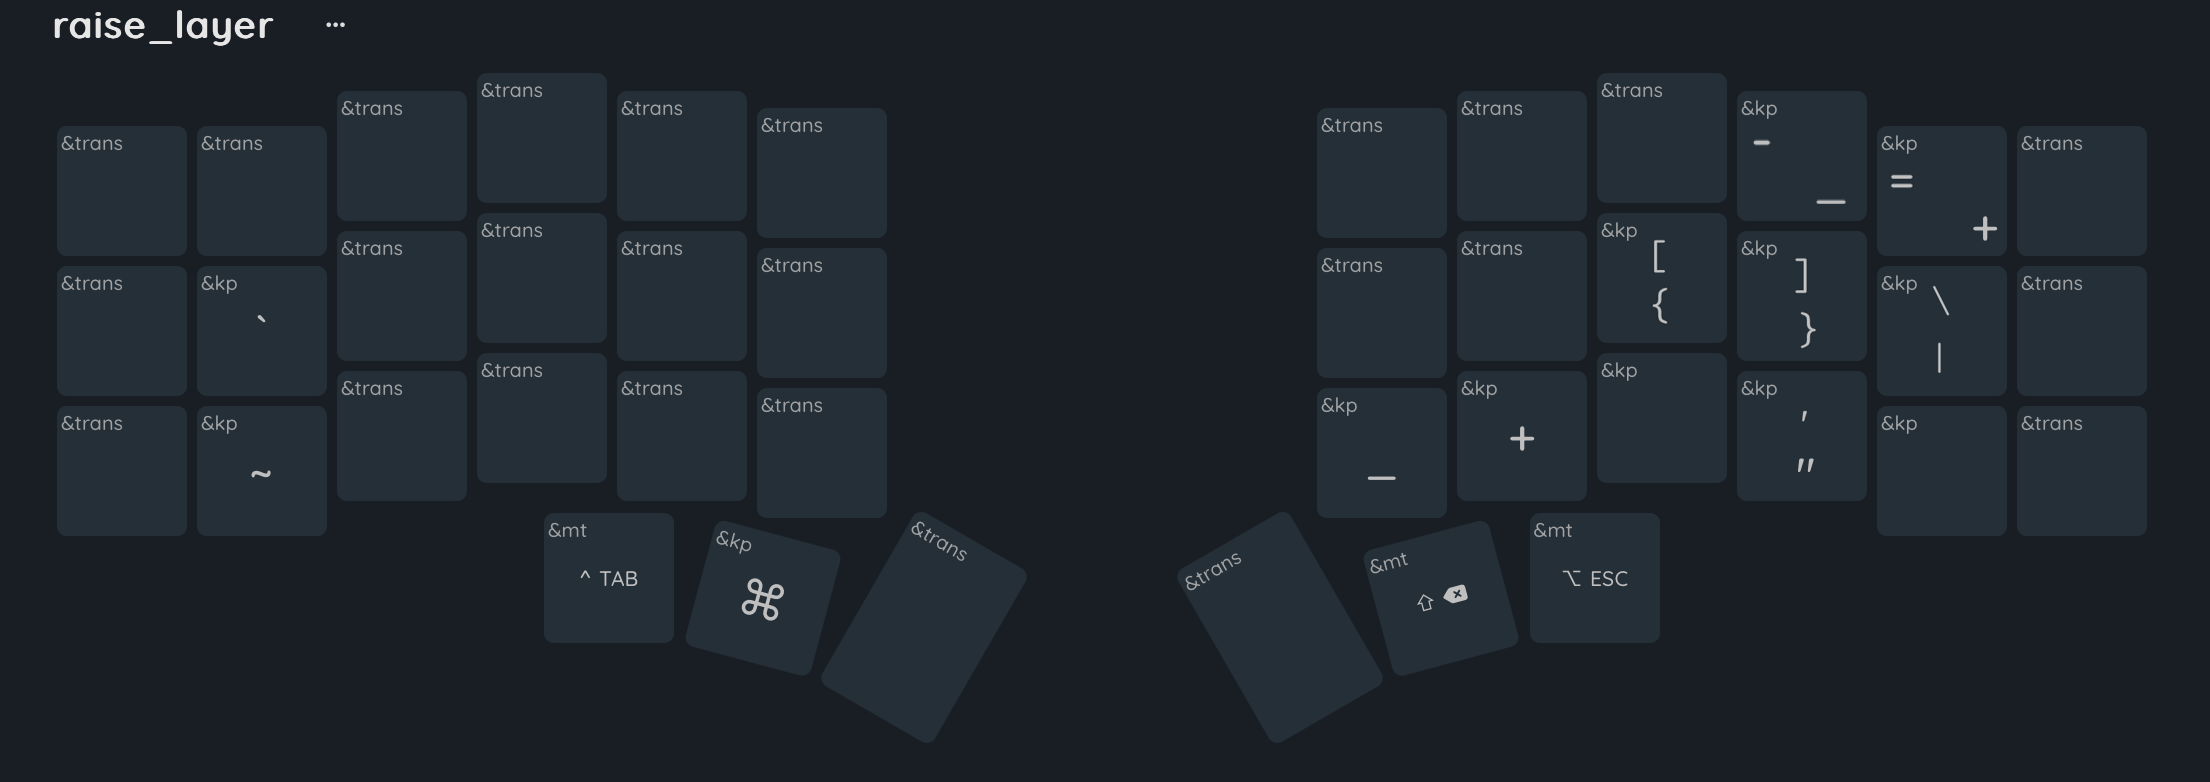 raise_layer ...
&trans &trans &trans &trans &trans &trans
&trans &kp ` &trans &trans &trans &trans
&trans &kp ~ &trans &trans &trans &trans
&mt ^ TAB &kp ⌘ &trans
&trans &trans &trans &kp - _ &kp = + &trans
&trans &trans &kp [ { &kp ] } &kp \ | &trans
&kp _ &kp + &kp &kp ' " &kp &trans
&trans &mt ⇧ ⌫ &mt ⌥ ESC